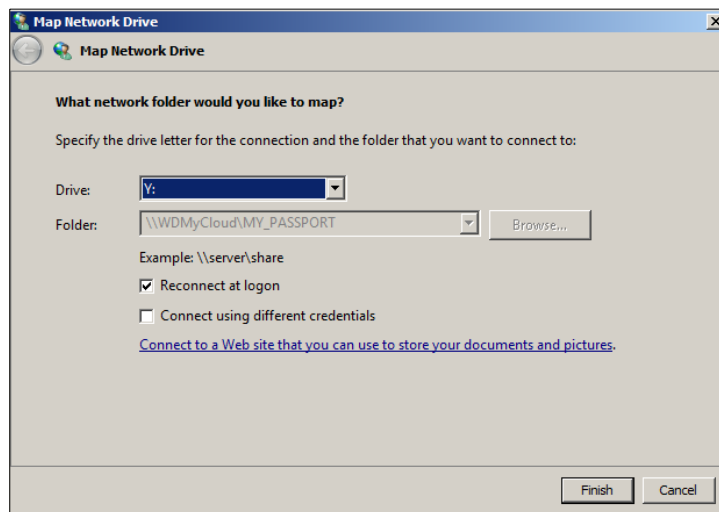 Map Network Drive
Map Network Drive
What network folder would you like to map?
Specify the drive letter for the connection and the folder that you want to connect to:
Drive: Y:
Folder: \\WDMyCloud\MY_PASSPORT Browse...
Example: \\server\share
Reconnect at logon
Connect using different credentials
Connect to a Web site that you can use to store your documents and pictures.
Finish Cancel